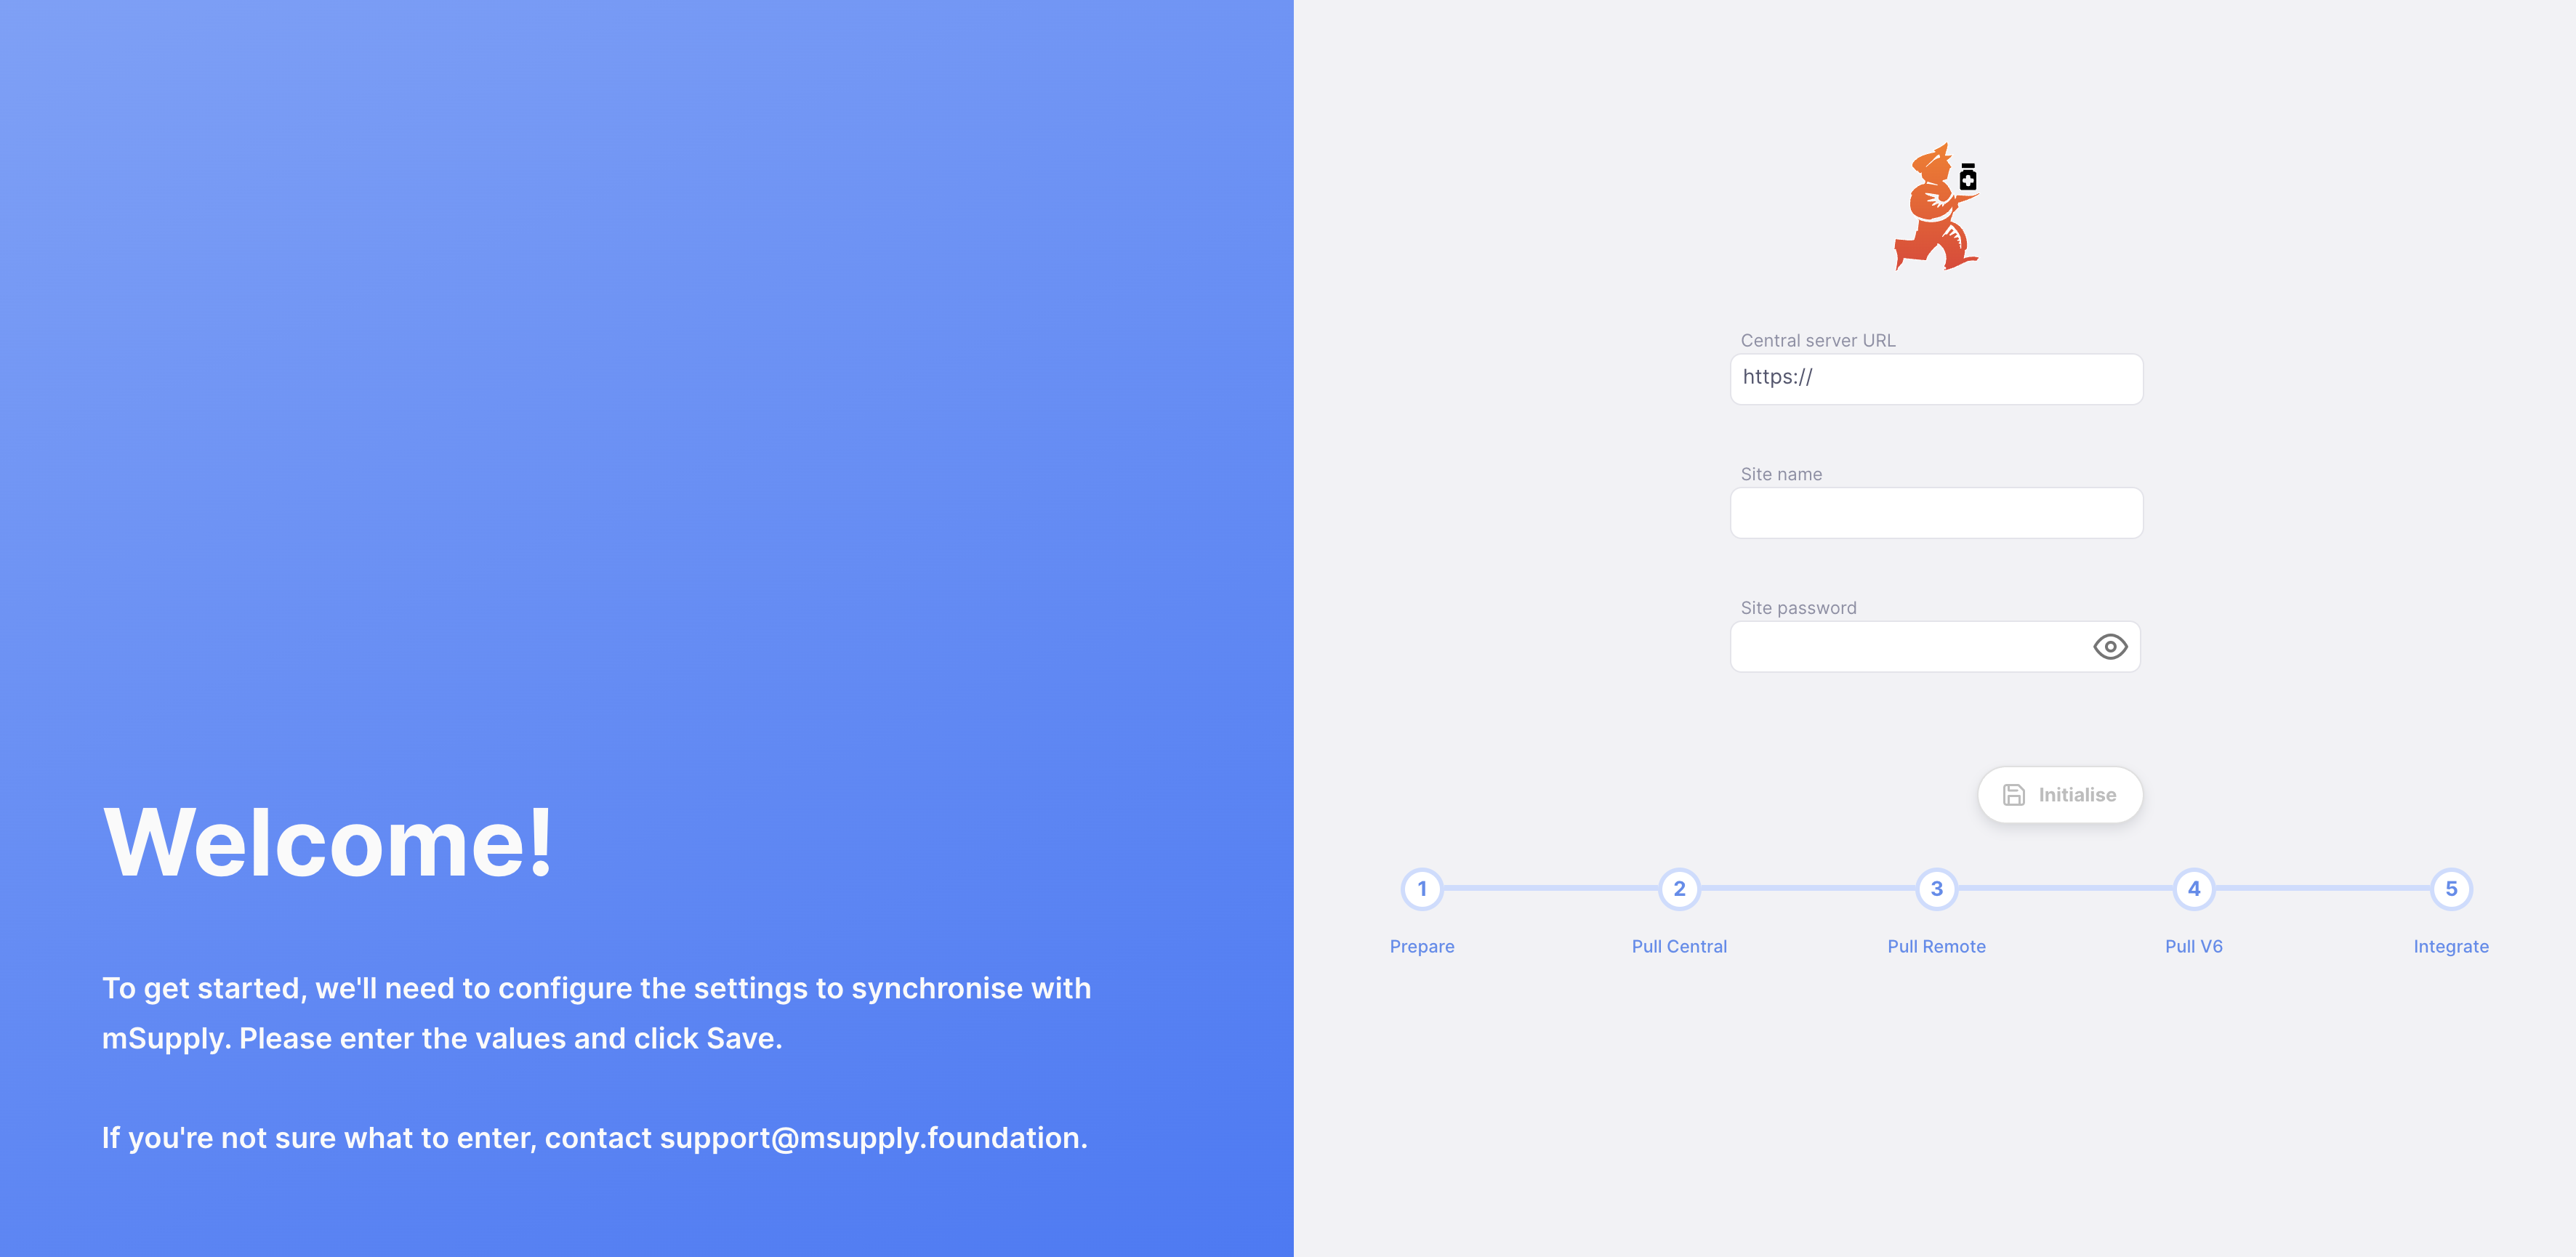 Welcome!
To get started, we'll need to configure the settings to synchronise with
mSupply. Please enter the values and click Save.
If you're not sure what to enter, contact support@msupply.foundation.
Central server URL
https://
Site name
Site password
Initialise
1 2 3 4 5
Prepare Pull Central Pull Remote Pull V6 Integrate